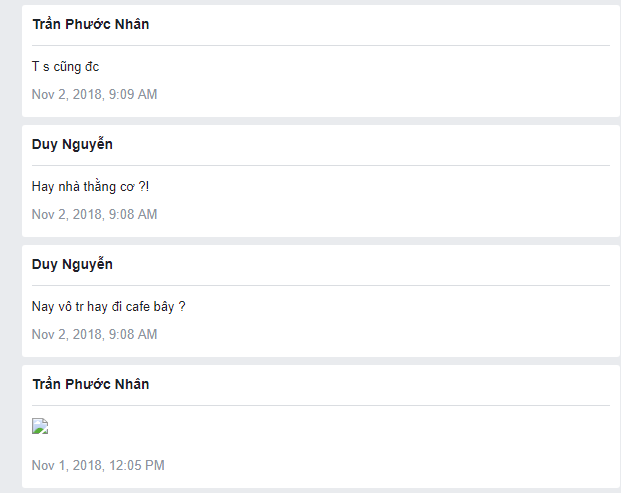 Trần Phước Nhân
T s cũng đc
Nov 2, 2018, 9:09 AM
Duy Nguyễn
Hay nhà thằng cơ ?!
Nov 2, 2018, 9:08 AM
Duy Nguyễn
Nay vô tr hay đi cafe bây ?
Nov 2, 2018, 9:08 AM
Trần Phước Nhân
Nov 1, 2018, 12:05 PM